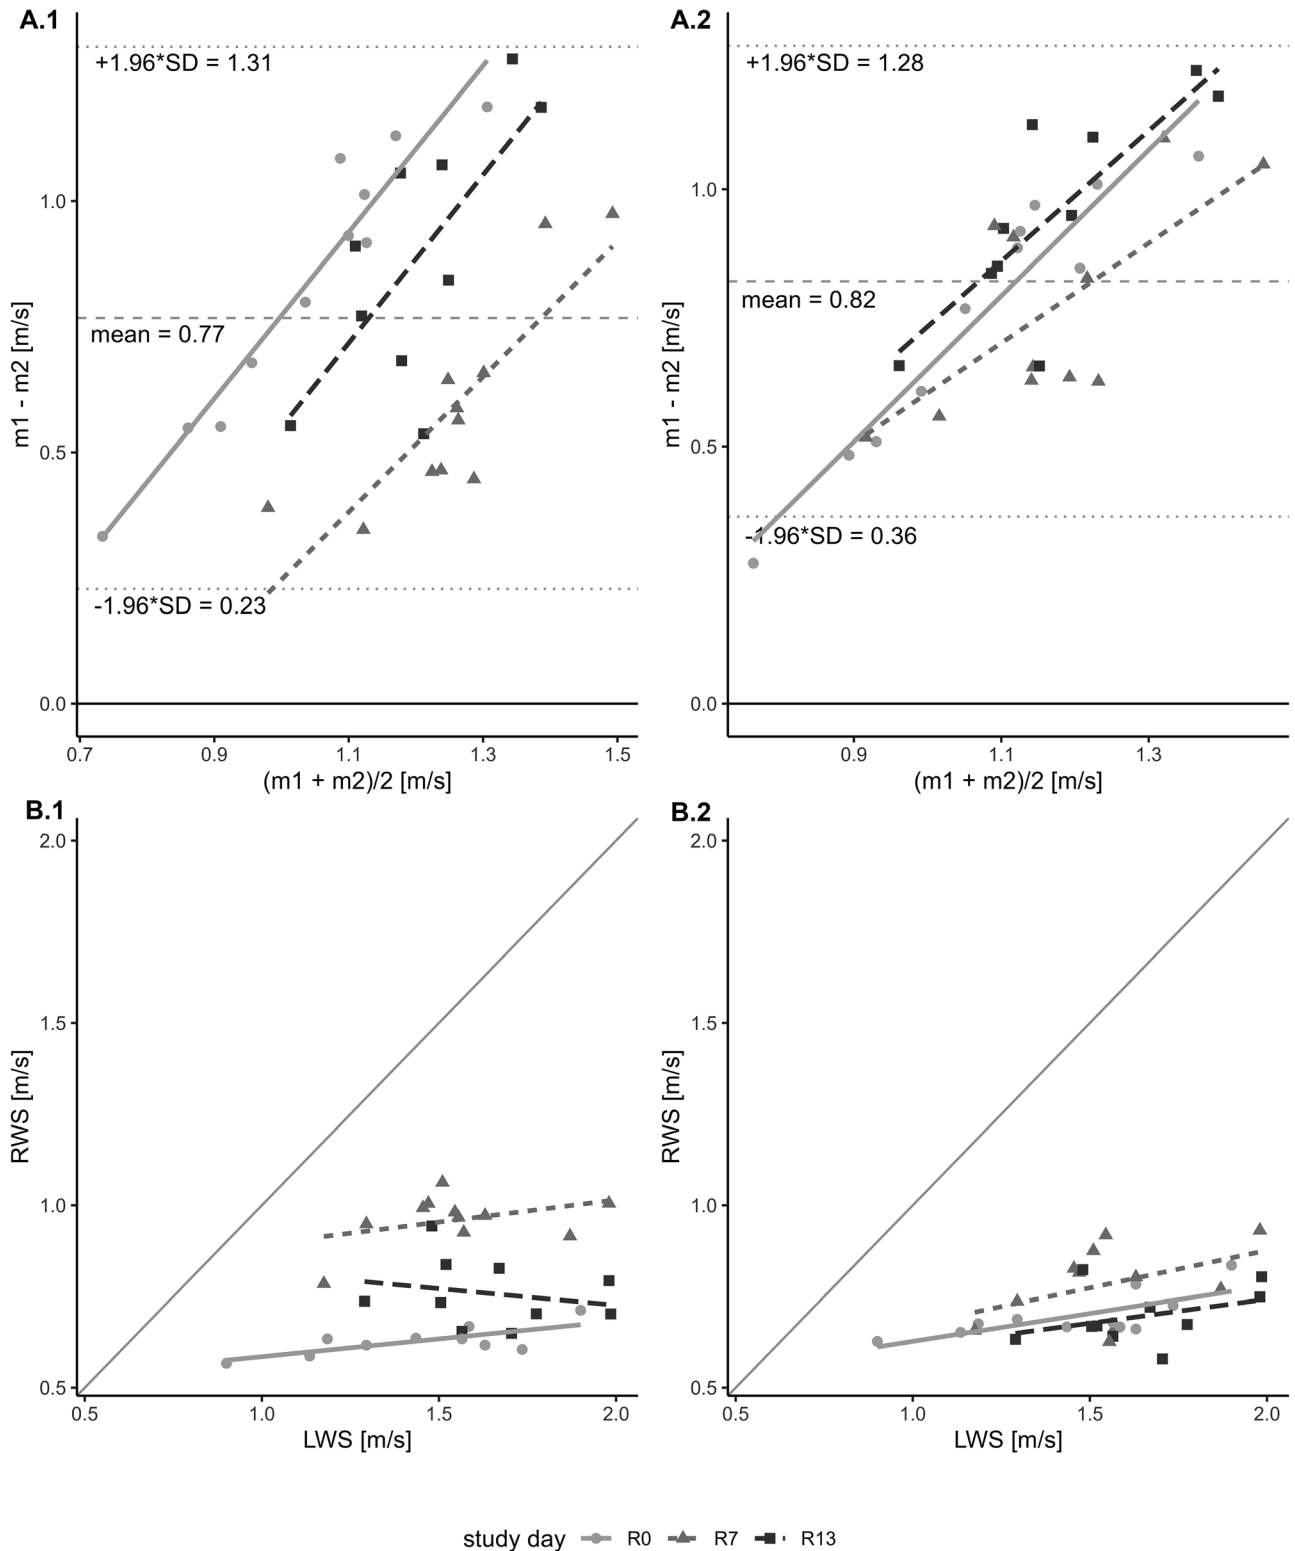 A.1
+1.96*SD = 1.31
1.0
mean = 0.77
m1 - m2 [m/s]
0.5
-1.96*SD = 0.23
0.0
0.7 0.9 1.1 1.3 1.5
(m1 + m2)/2 [m/s]
A.2
+1.96*SD = 1.28
1.0
mean = 0.82
m1 - m2 [m/s]
0.5
-1.96*SD = 0.36
0.0
0.9 1.1 1.3
(m1 + m2)/2 [m/s]
B.1
2.0
1.5
RWS [m/s]
1.0
0.5
0.5 1.0 1.5 2.0
LWS [m/s]
B.2
2.0
1.5
RWS [m/s]
1.0
0.5
0.5 1.0 1.5 2.0
LWS [m/s]
study day R0 R7 R13